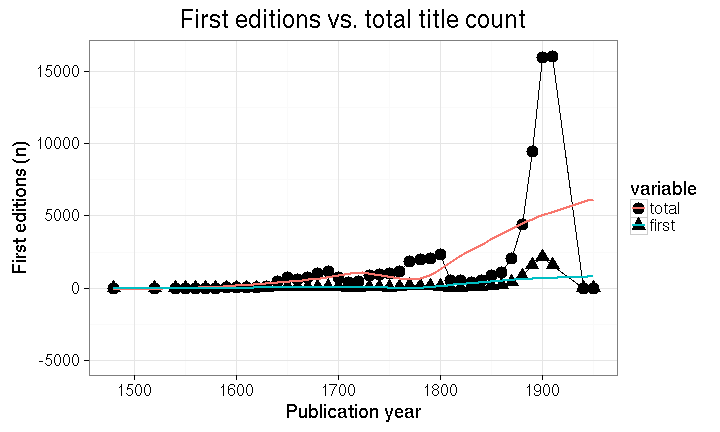 First editions vs. total title count
15000
10000
5000
0
-5000
First editions (n)
1500
1600
1700
1800
1900
Publication year
variable
total
first